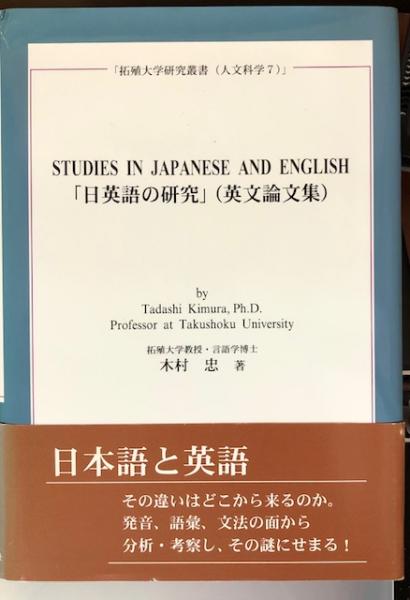 「拓殖大学研究叢書（人文科学７）」
STUDIES IN JAPANESE AND ENGLISH
「日英語の研究」（英文論文集）
by
Tadashi Kimura, Ph.D.
Professor at Takushoku University
拓殖大学教授・言語学博士
木村 忠 著
日本語と英語
その違いはどこから来るのか。
発音、語彙、文法の面から
分析・考察し、その謎にせまる！